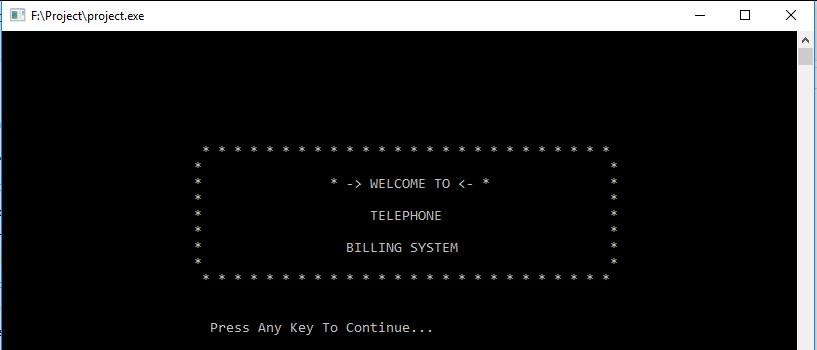 F:\Project\project.exe
* * * * * * * * * * * * * * * * * * * * * * * * * *
* *
* * -> WELCOME TO <- * *
* *
* TELEPHONE *
* *
* BILLING SYSTEM *
* *
* * * * * * * * * * * * * * * * * * * * * * * * * *
Press Any Key To Continue...